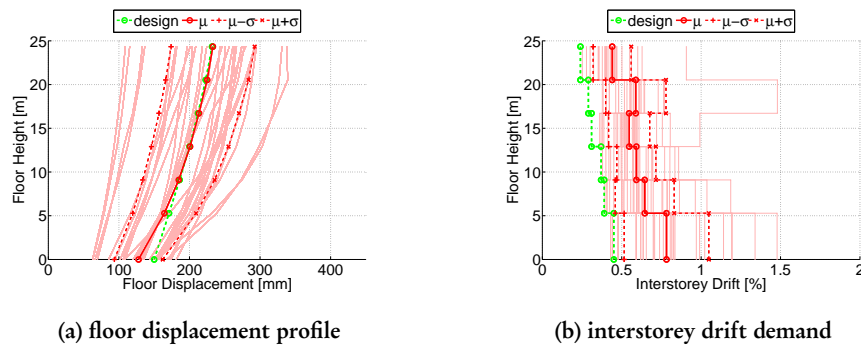 design μ μ−σ μ+σ
25
20
15
10
5
0
Floor Height [m]
0 100 200 300 400
Floor Displacement [mm]
(a) floor displacement profile
design μ μ−σ μ+σ
25
20
15
10
5
0
Floor Height [m]
0 0.5 1 1.5 2
Interstorey Drift [%]
(b) interstorey drift demand